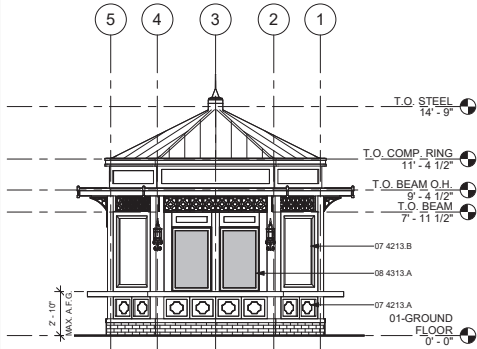 5 4 3 2 1
T.O. STEEL
14' - 9"
T.O. COMP. RING
11' - 4 1/2"
T.O. BEAM O.H.
9' - 4 1/2"
T.O. BEAM
7' - 11 1/2"
07 4213.B
08 4313.A
07 4213.A
2' - 10"
MAX. A.F.G.
01-GROUND
FLOOR
0' - 0"